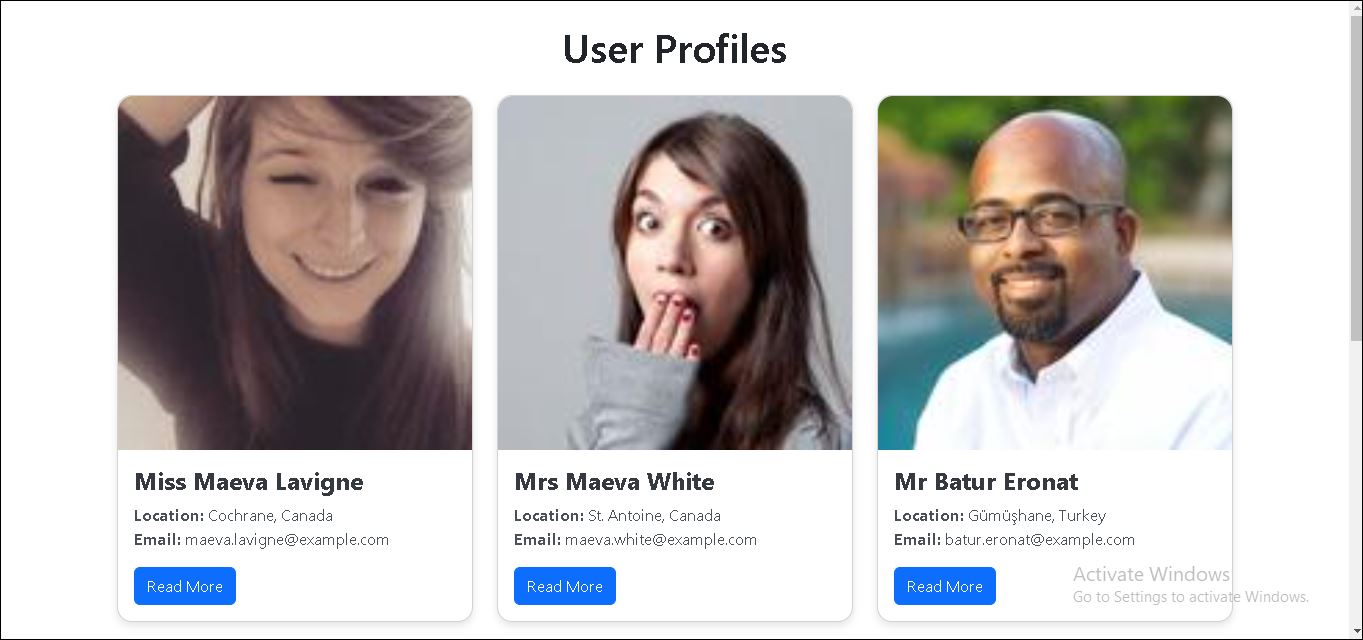 User Profiles
Miss Maeva Lavigne
Location: Cochrane, Canada
Email: maeva.lavigne@example.com
Read More
Mrs Maeva White
Location: St. Antoine, Canada
Email: maeva.white@example.com
Read More
Mr Batur Eronat
Location: Gümüşhane, Turkey
Email: batur.eronat@example.com
Read More
Activate Windows
Go to Settings to activate Windows.